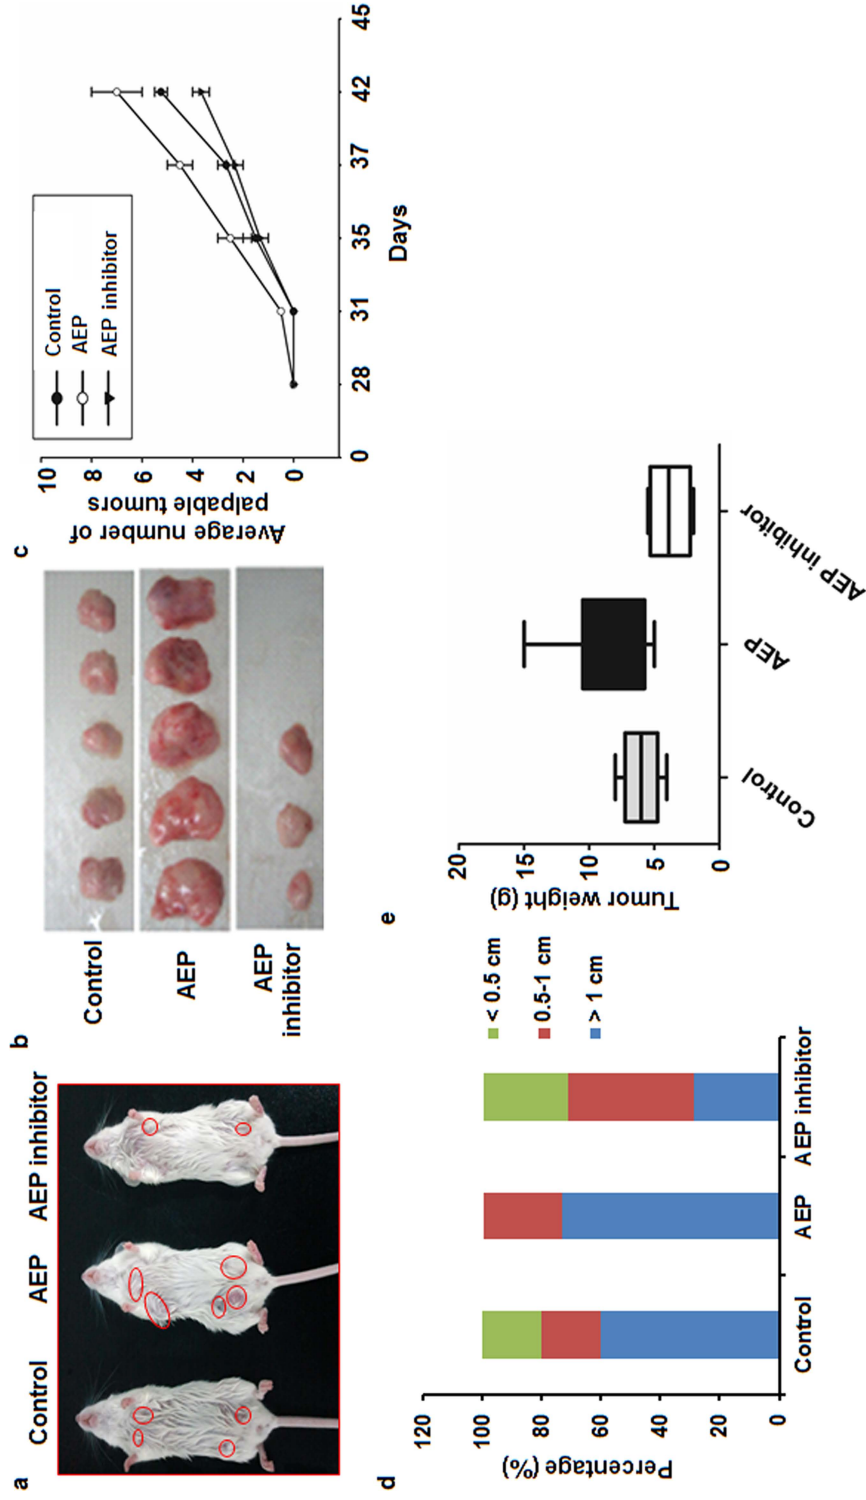 a
Control
AEP
AEP inhibitor
b
Control
AEP
AEP
inhibitor
c
Average number of
palpable tumors
10
8
6
4
2
0
Control
AEP
AEP inhibitor
0
28
31
35
37
42
45
Days
d
Percentage (%)
120
100
80
60
40
20
0
Control
AEP
AEP inhibitor
< 0.5 cm
0.5-1 cm
> 1 cm
e
Tumor weight (g)
20
15
10
5
0
Control
AEP
AEP inhibitor